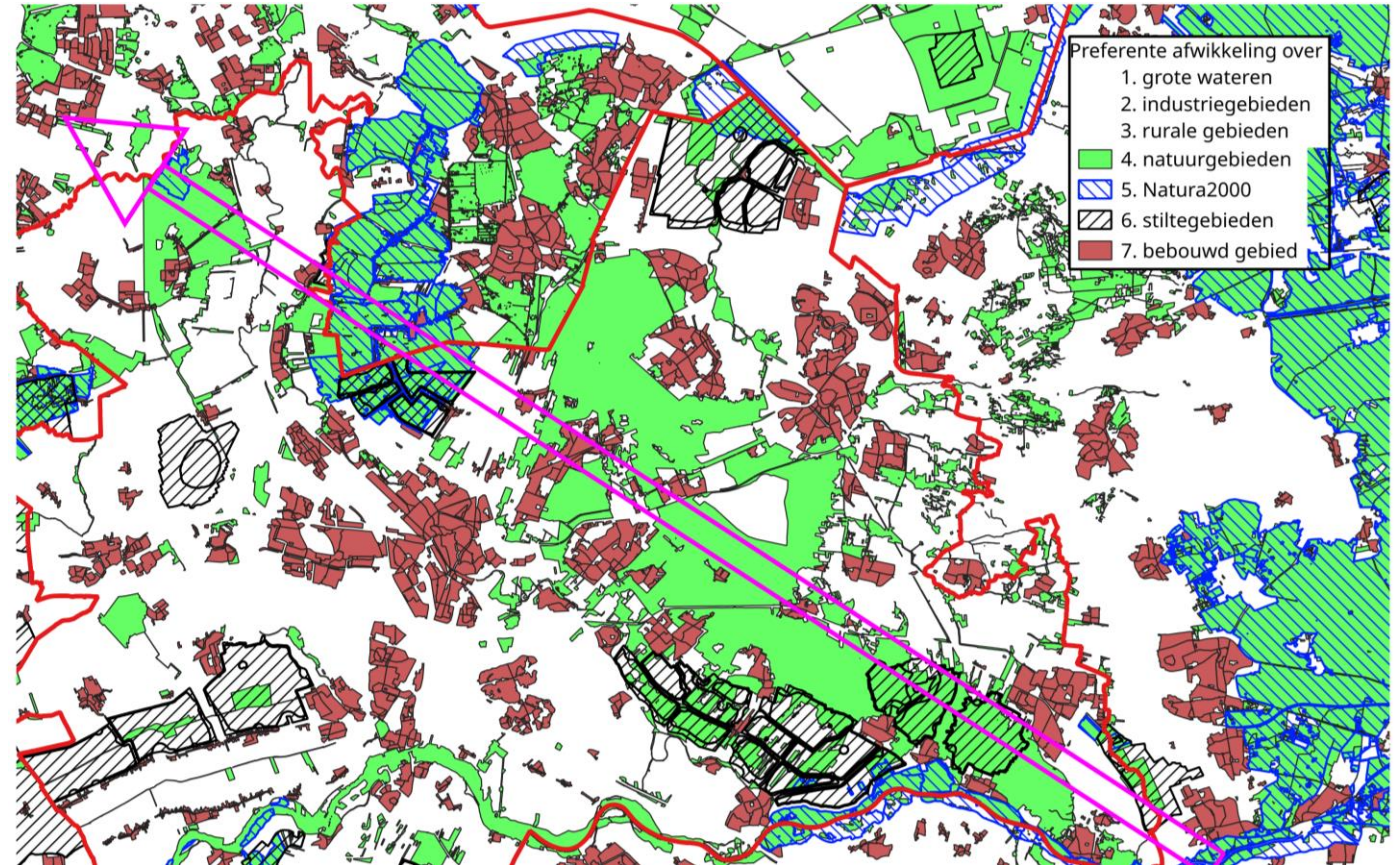 Preferente afwikkeling over
1. grote wateren
2. industriegebieden
3. rurale gebieden
4. natuurgebieden
5. Natura2000
6. stiltegebieden
7. bebouwd gebied